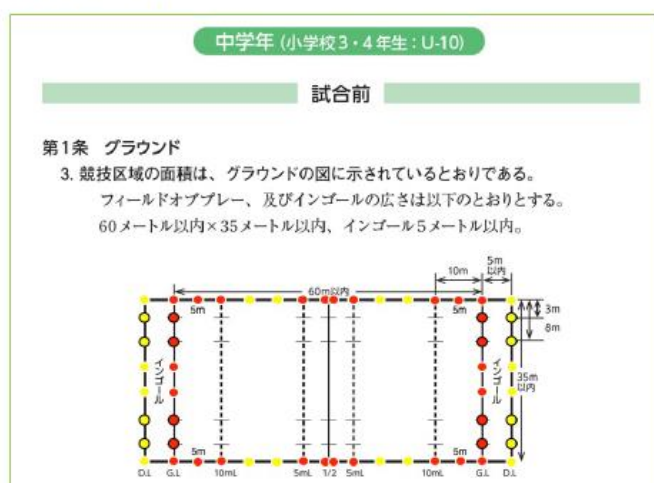 中学年 (小学校3・4年生：U-10)
試合前
第1条 グラウンド
3. 競技区域の面積は、グラウンドの図に示されているとおりである。
フィールドオブプレー、及びインゴールの広さは以下のとおりとする。
60メートル以内×35メートル以内、インゴール5メートル以内。
10m 5m以内
60m以内
5m 5m 3m
8m
インゴール インゴール 35m以内
5m 5m
D.L G.L 10mL 5mL 1/2 5mL 10mL G.L D.L